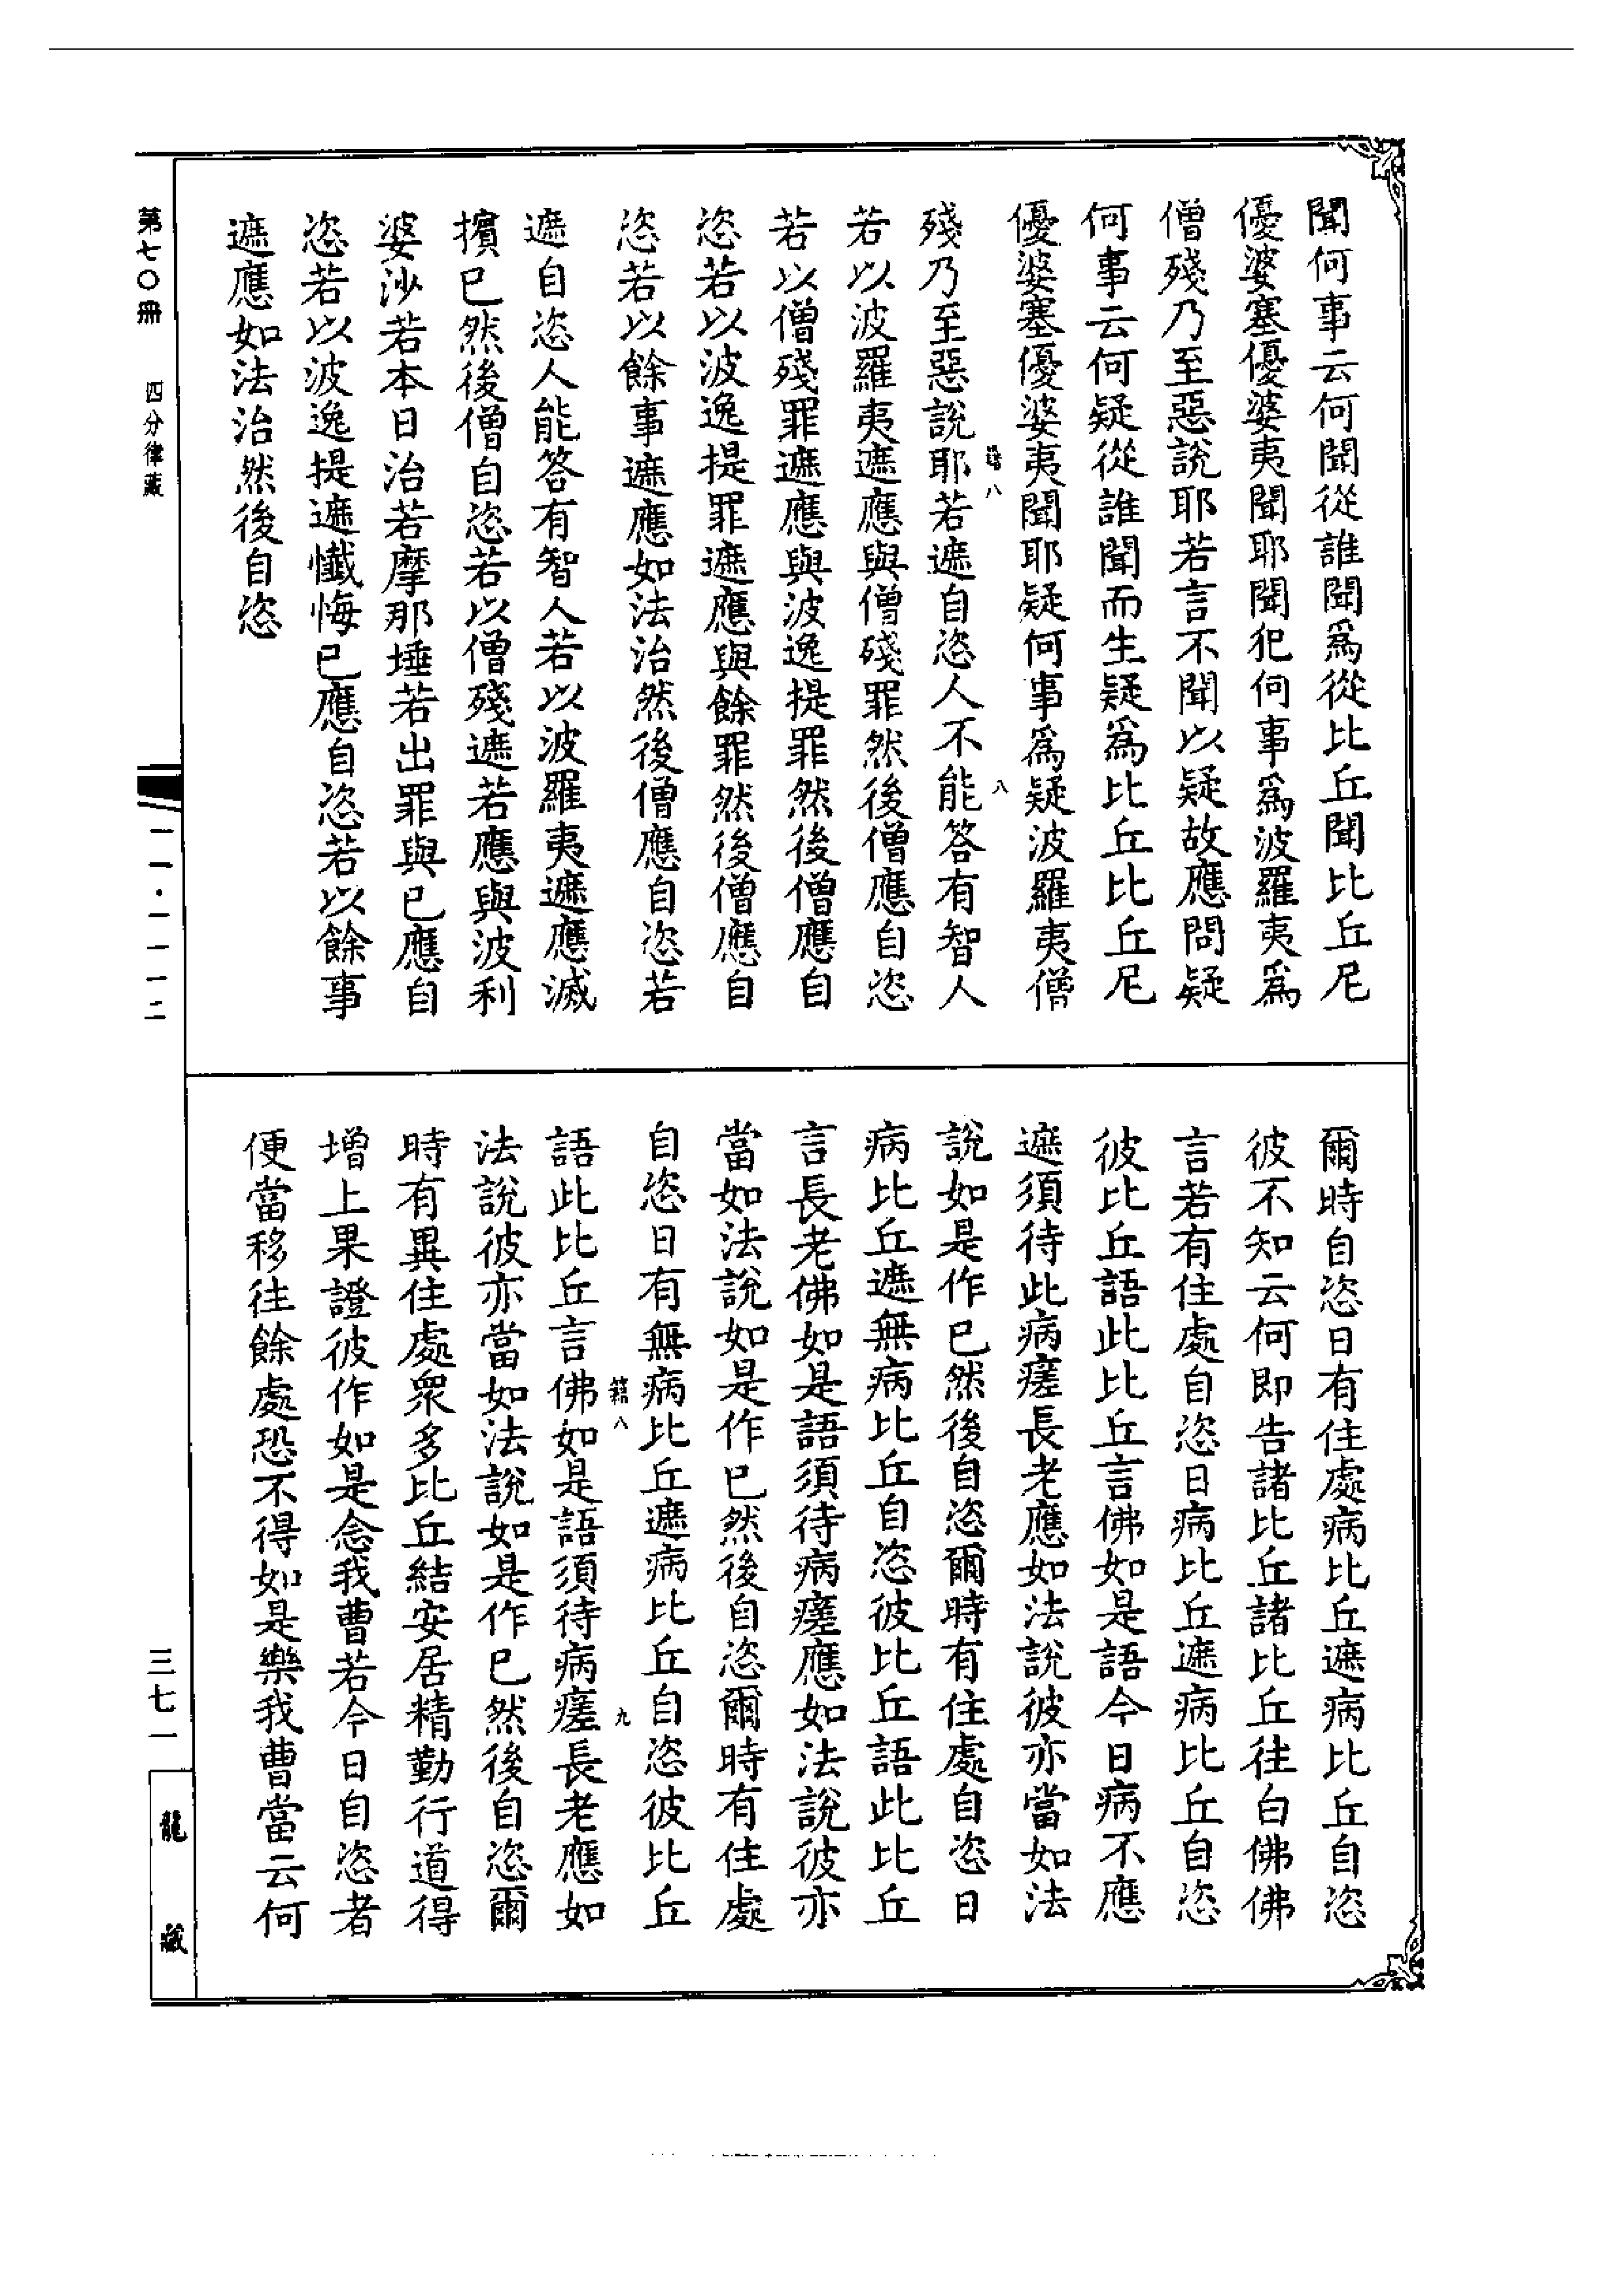 聞何事云何聞從誰聞爲從比丘聞比丘尼
優婆塞優婆夷聞耶聞犯何事爲波羅夷爲
僧殘乃至惡說耶若言不聞以疑故應問疑
何事云何疑從誰聞而生疑爲比丘比丘尼
優婆塞優婆夷聞耶疑何事爲疑波羅夷僧
殘乃至惡說耶若遮自恣人不能答有智人
若以波羅夷遮應與僧殘罪然後僧應自恣
若以僧殘罪遮應與波逸提罪然後僧應自
恣若以波逸提罪遮應與餘罪然後僧應自
恣若以餘事遮應如法治然後僧應自恣若
遮自恣人能答有智人若以波羅夷遮應滅
擯已然後僧自恣若以僧殘遮若應與波利
婆沙若本日治若摩那埵若出罪與已應自
恣若以波逸提遮懺悔已應自恣若以餘事
遮應如法治然後自恣
爾時自恣日有住處病比丘遮病比丘自恣
彼不知云何即告諸比丘諸比丘往白佛佛
言若有住處自恣日病比丘遮病比丘自恣
彼比丘語此比丘言佛如是語今日病不應
遮須待此病瘥長老應如法說彼亦當如法
說如是作已然後自恣爾時有住處自恣日
病比丘遮無病比丘自恣彼比丘語此比丘
言長老佛如是語須待病瘥應如法說彼亦
當如法說如是作已然後自恣爾時有住處
自恣日有無病比丘遮病比丘自恣彼比丘
語此比丘言佛如是語須待病瘥長老應如
法說彼亦當如法說如是作已然後自恣爾
時有異住處衆多比丘結安居精勤行道得
增上果證彼作如是念我曹若今日自恣者
便當移往餘處恐不得如是樂我曹當云何
籍八
八
籍八
九
第七〇冊
四分律藏
一一·一一一二
三七一
龍藏